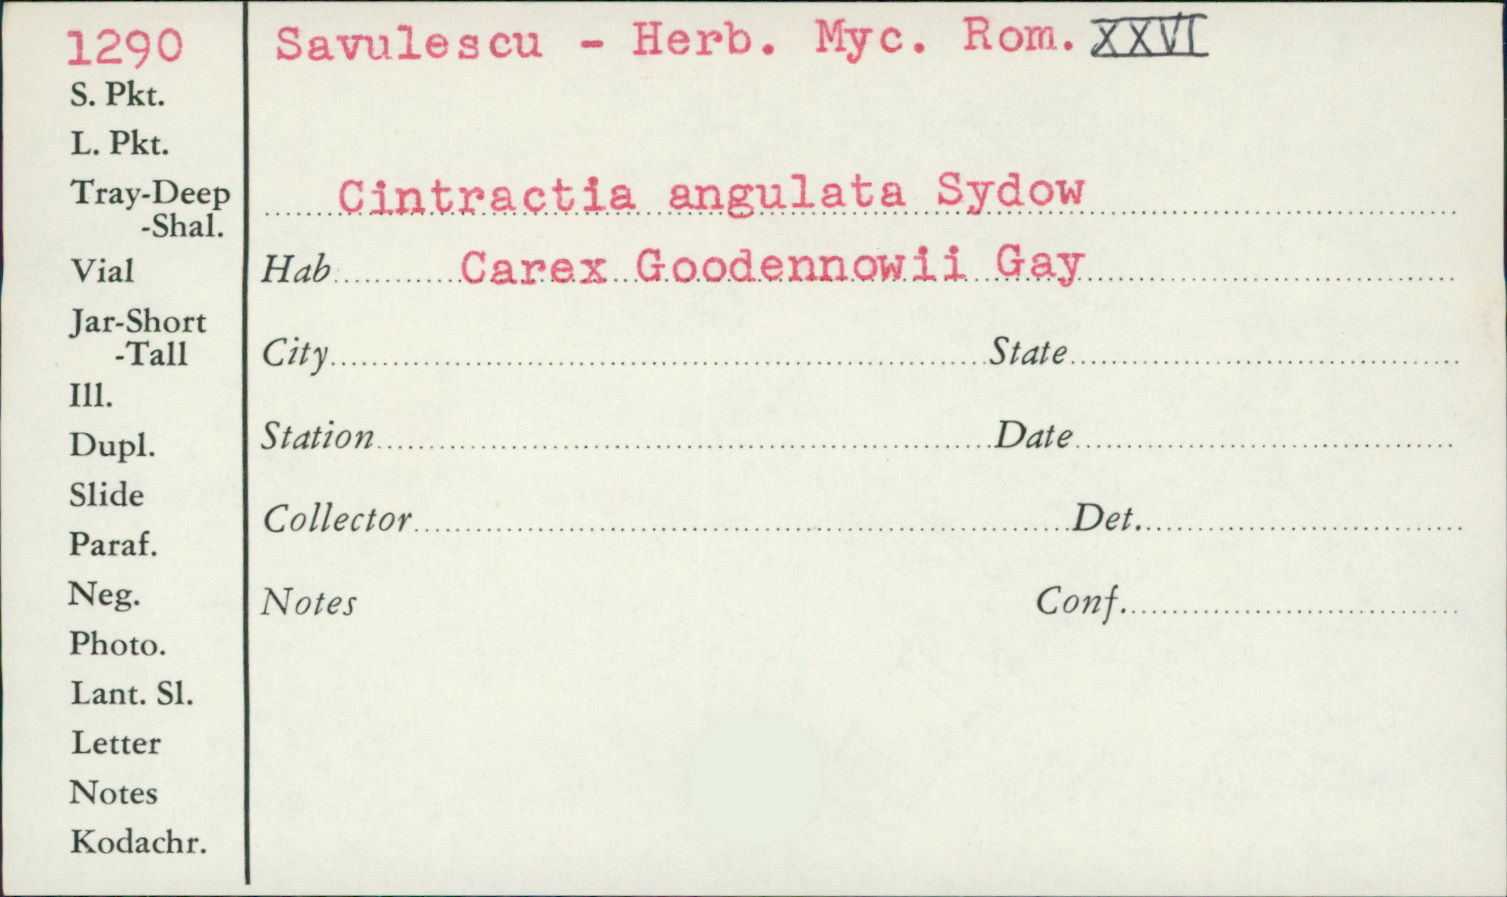 1290
S. Pkt.
L. Pkt.
Tray-Deep
-Shal.
Vial
Jar-Short
-Tall
Ill.
Dupl.
Slide
Paraf.
Neg.
Photo.
Lant. Sl.
Letter
Notes
Kodachr.
Savulescu - Herb. Myc. Rom. XXVI
Cintractia angulata Sydow
Hab. Carex Goodennowii Gay
City State
Station Date
Collector Det.
Notes Conf.